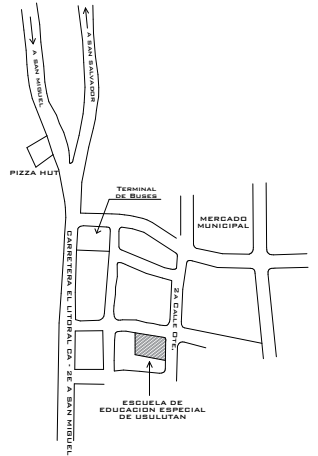 A SAN MIGUEL
A SAN SALVADOR
PIZZA HUT
TERMINAL
DE BUSES
MERCADO
MUNICIPAL
CARRETERA EL LITORAL CA - 2E A SAN MIGUEL
2A CALLE OTE.
ESCUELA DE
EDUCACION ESPECIAL
DE USULUTAN